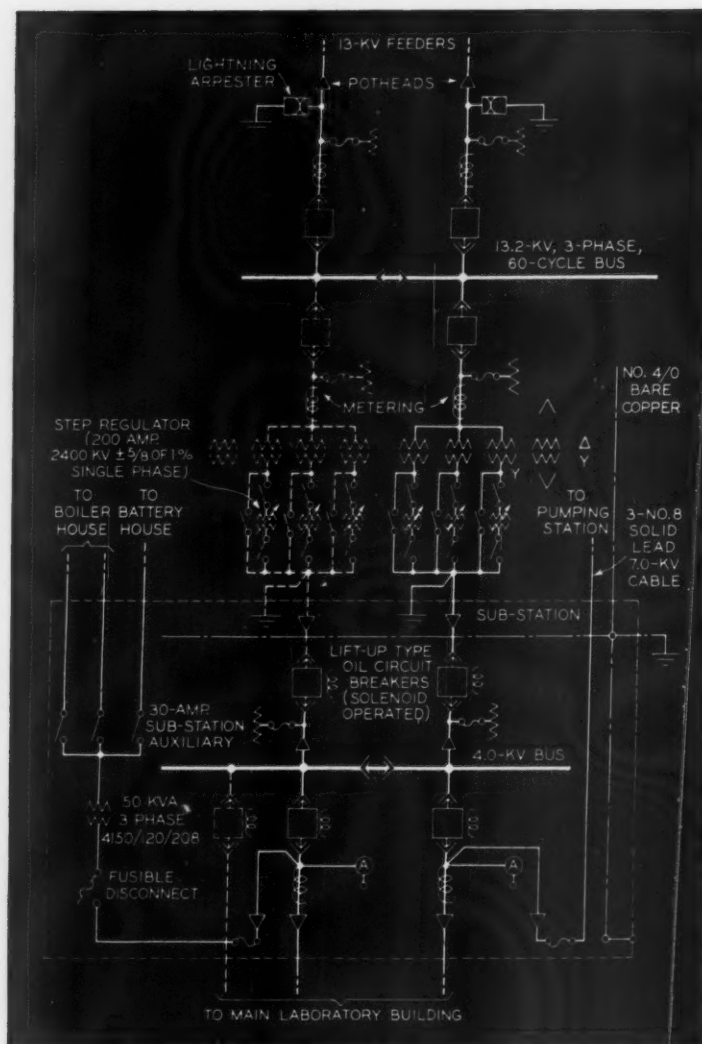 13-KV FEEDERS
LIGHTNING
ARRESTER
POTHEADS
13.2-KV, 3-PHASE,
60-CYCLE BUS
NO. 4/0
BARE
COPPER
METERING
STEP REGULATOR
(200 AMP.
2400 KV ± 5/8 OF 1%
SINGLE PHASE)
Δ
Y
Y
TO
BOILER
HOUSE
TO
BATTERY
HOUSE
TO
PUMPING
STATION
3-NO.8
SOLID
LEAD
7.0-KV
CABLE
SUB-STATION
LIFT-UP TYPE
OIL CIRCUIT
BREAKERS
(SOLENOID
OPERATED)
30-AMP.
SUB-STATION
AUXILIARY
4.0-KV BUS
50 KVA
3 PHASE
4150/120/208
FUSIBLE
DISCONNECT
A
A
3
TO MAIN LABORATORY BUILDING